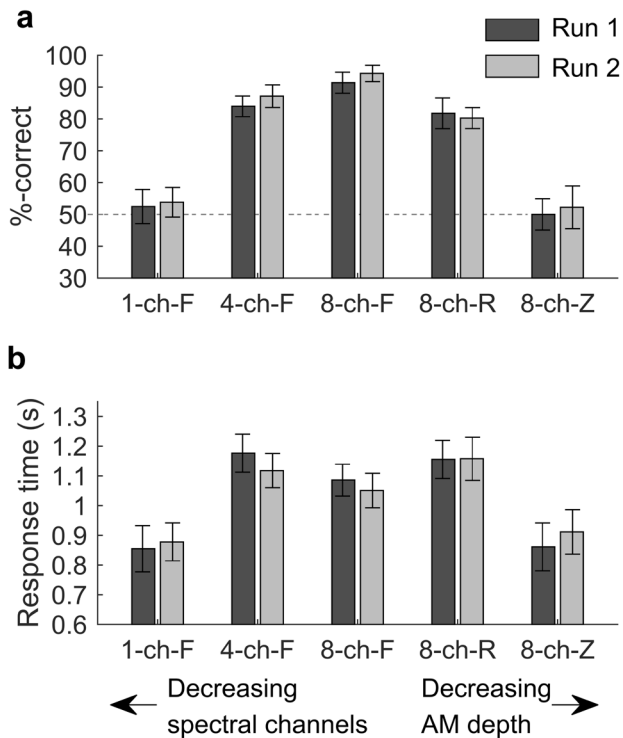 a
Run 1
Run 2
%-correct
100
90
80
70
60
50
40
30
1-ch-F 4-ch-F 8-ch-F 8-ch-R 8-ch-Z
b
Response time (s)
1.3
1.2
1.1
1
0.9
0.8
0.7
0.6
1-ch-F 4-ch-F 8-ch-F 8-ch-R 8-ch-Z
Decreasing
spectral channels
Decreasing
AM depth